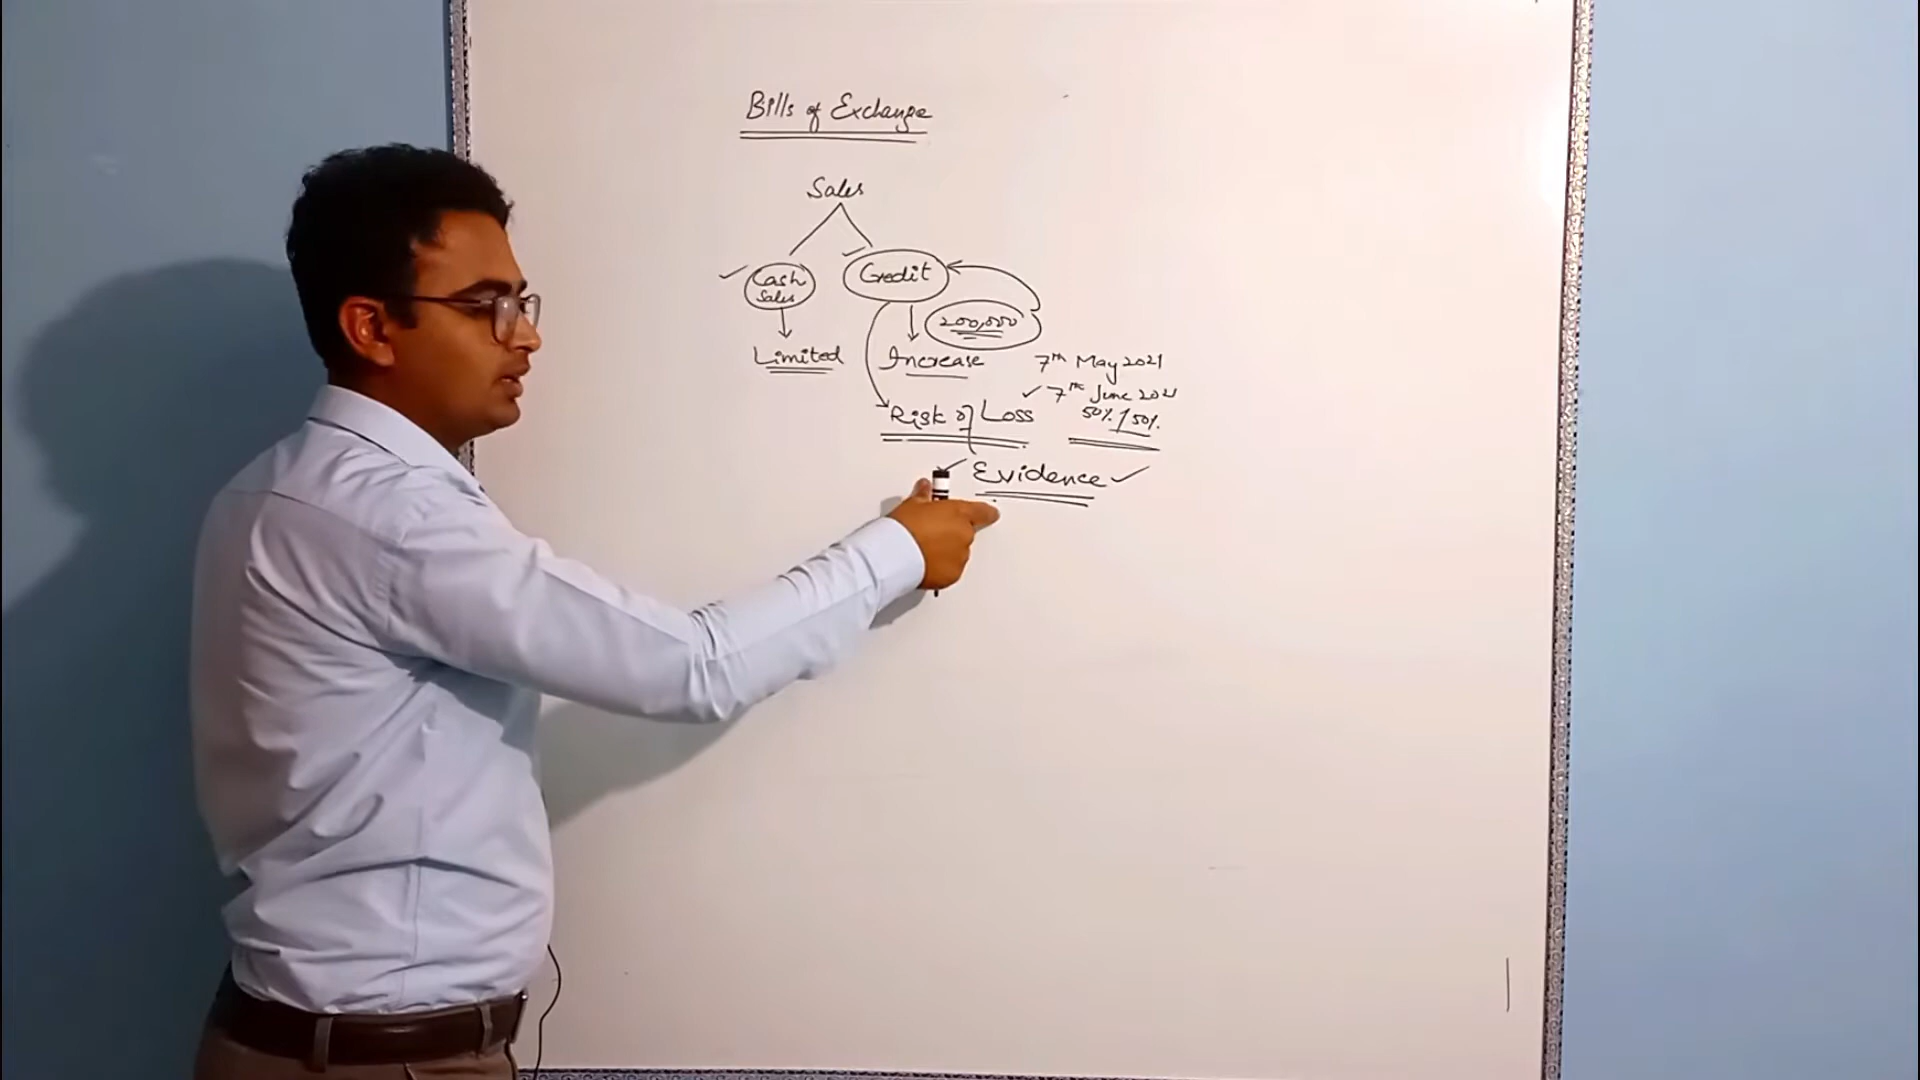 Bills of Exchange
Sales
Cash Sales
Credit
200,000
Limited
Increase
7th May 2021
7th June 2021
Risk of Loss
50% / 50%
Evidence